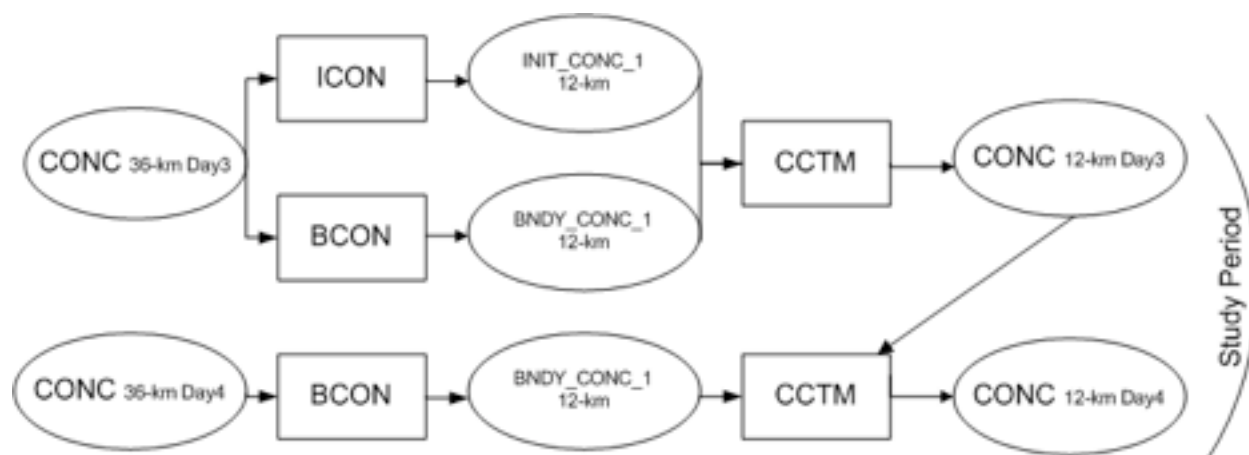 ICON
INIT_CONC_1
12-km
CONC 36-km Day3
CCTM
CONC 12-km Day3
BCON
BNDY_CONC_1
12-km
Study Period
CONC 36-km Day4
BCON
BNDY_CONC_1
12-km
CCTM
CONC 12-km Day4